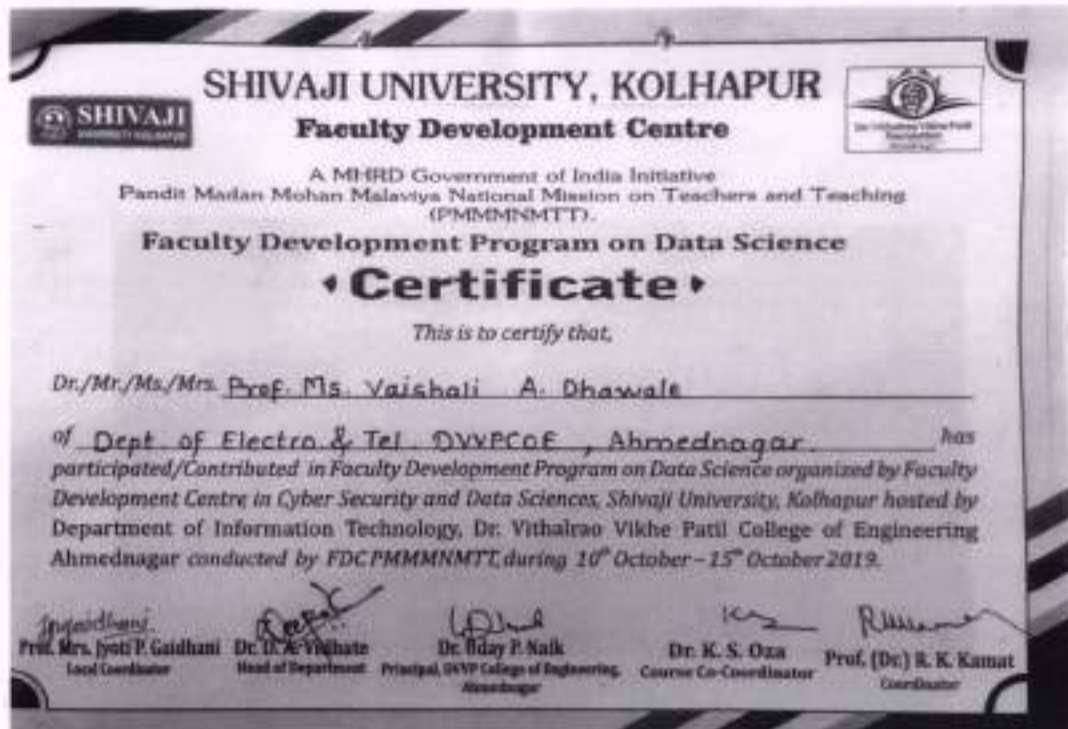 SHIVAJI UNIVERSITY, KOLHAPUR
SHIVAJI
Faculty Development Centre
A MHRD Government of India Initiative
Pandit Madan Mohan Malaviya National Mission on Teachers and Teaching
(PMMMNMTT).
Faculty Development Program on Data Science
Certificate
This is to certify that,
Dr./Mr./Ms./Mrs. Prof. Ms. Vaishali A. Dhawale
of Dept. of Electro. & Tel. DVVPCOE, Ahmednagar. has
participated/Contributed in Faculty Development Program on Data Science organized by Faculty
Development Centre in Cyber Security and Data Sciences, Shivaji University, Kolhapur hosted by
Department of Information Technology, Dr. Vithalrao Vikhe Patil College of Engineering
Ahmednagar conducted by FDC PMMMNMTT, during 10th October – 15th October 2019.
Prof. Mrs. Jyoti P. Gaidhani
Local Coordinator
Dr. D. A. Vidhate
Head of Department
Dr. Uday P. Naik
Principal, DVVP College of Engineering,
Ahmednagar
Dr. K. S. Oza
Course Co-Coordinator
Prof. (Dr.) R. K. Kamat
Coordinator